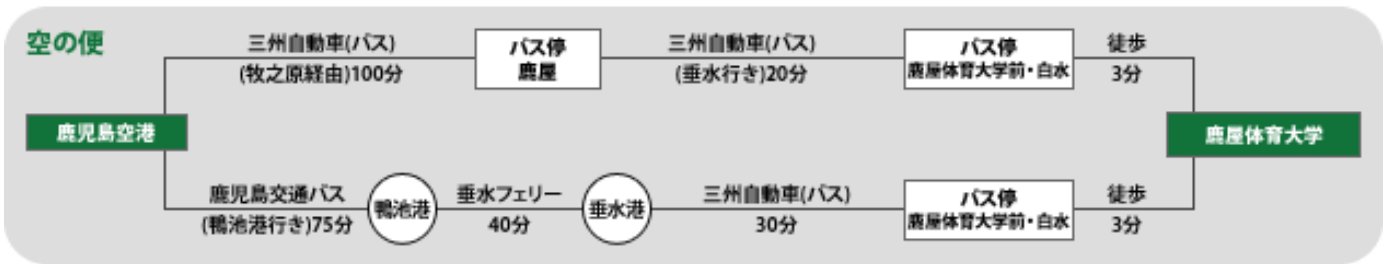 空の便
鹿児島空港
三州自動車(バス)
(牧之原経由)100分
バス停
鹿屋
三州自動車(バス)
(垂水行き)20分
バス停
鹿屋体育大学前・白水
徒歩
3分
鹿児島交通バス
(鴨池港行き)75分
鴨池港
垂水フェリー
40分
垂水港
三州自動車(バス)
30分
バス停
鹿屋体育大学前・白水
徒歩
3分
鹿屋体育大学